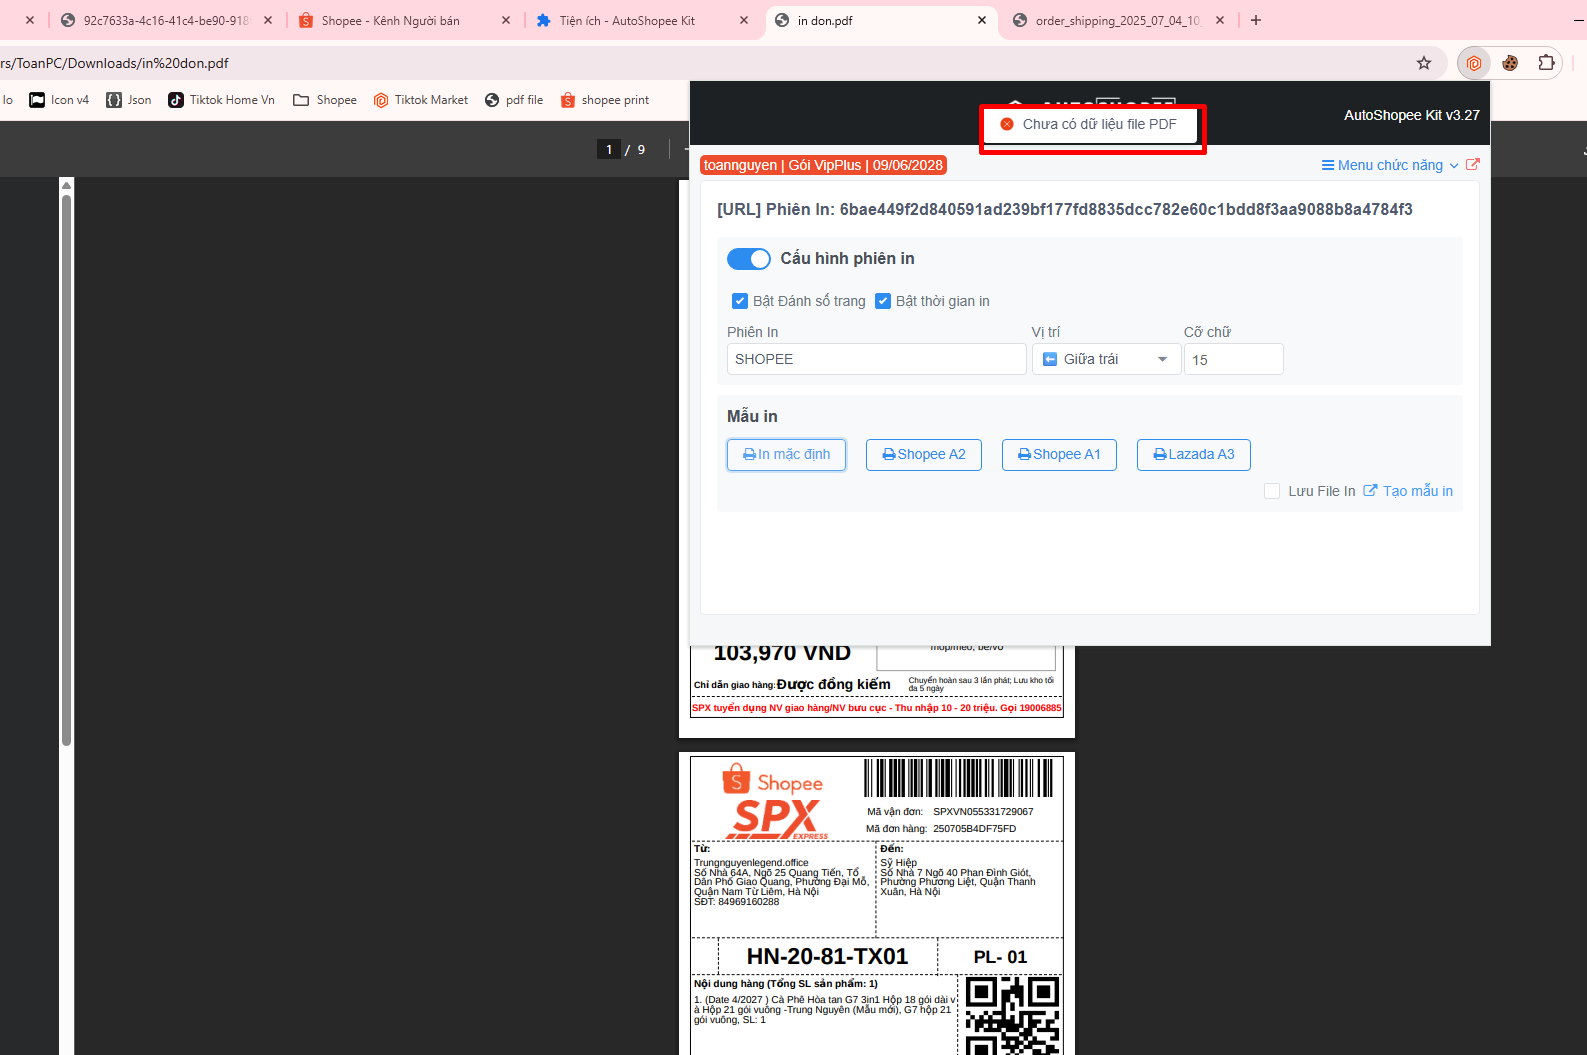 92c7633a-4c16-41c4-be90-918
Shopee - Kênh Người bán
Tiện ích - AutoShopee Kit
in don.pdf
order_shipping_2025_07_04_10
rs/ToanPC/Downloads/in%20don.pdf
lo
Icon v4
Json
Tiktok Home Vn
Shopee
Tiktok Market
pdf file
shopee print
1 / 9
AutoShopee Kit v3.27
Chưa có dữ liệu file PDF
toannguyen | Gói VipPlus | 09/06/2028
Menu chức năng
[URL] Phiên In: 6bae449f2d840591ad239bf177fd8835dcc782e60c1bdd8f3aa9088b8a4784f3
Cấu hình phiên in
Bật Đánh số trang
Bật thời gian in
Phiên In
Vị trí
Cỡ chữ
SHOPEE
Giữa trái
15
Mẫu in
In mặc định
Shopee A2
Shopee A1
Lazada A3
Lưu File In
Tạo mẫu in
103,970 VND
móp/méo, bể/vỡ
Chỉ dẫn giao hàng: Được đồng kiểm
Chuyển hoàn sau 3 lần phát; Lưu kho tối
đa 5 ngày
SPX tuyển dụng NV giao hàng/NV bưu cục - Thu nhập 10 - 20 triệu. Gọi 19006885
Shopee
SPX
EXPRESS
Mã vận đơn: SPXVN055331729067
Mã đơn hàng: 250705B4DF75FD
Từ:
Trungnguyenlegend.office
Số Nhà 64A, Ngõ 25 Quang Tiến, Tổ
Dân Phố Giao Quang, Phường Đại Mỗ,
Quận Nam Từ Liêm, Hà Nội
SĐT: 84969160288
Đến:
Sỹ Hiệp
Số Nhà 7 Ngõ 40 Phan Đình Giót,
Phường Phương Liệt, Quận Thanh
Xuân, Hà Nội
HN-20-81-TX01
PL- 01
Nội dung hàng (Tổng SL sản phẩm: 1)
1. (Date 4/2027 ) Cà Phê Hòa tan G7 3in1 Hộp 18 gói dài v
à Hộp 21 gói vuông -Trung Nguyên (Mẫu mới), G7 hộp 21
gói vuông, SL: 1